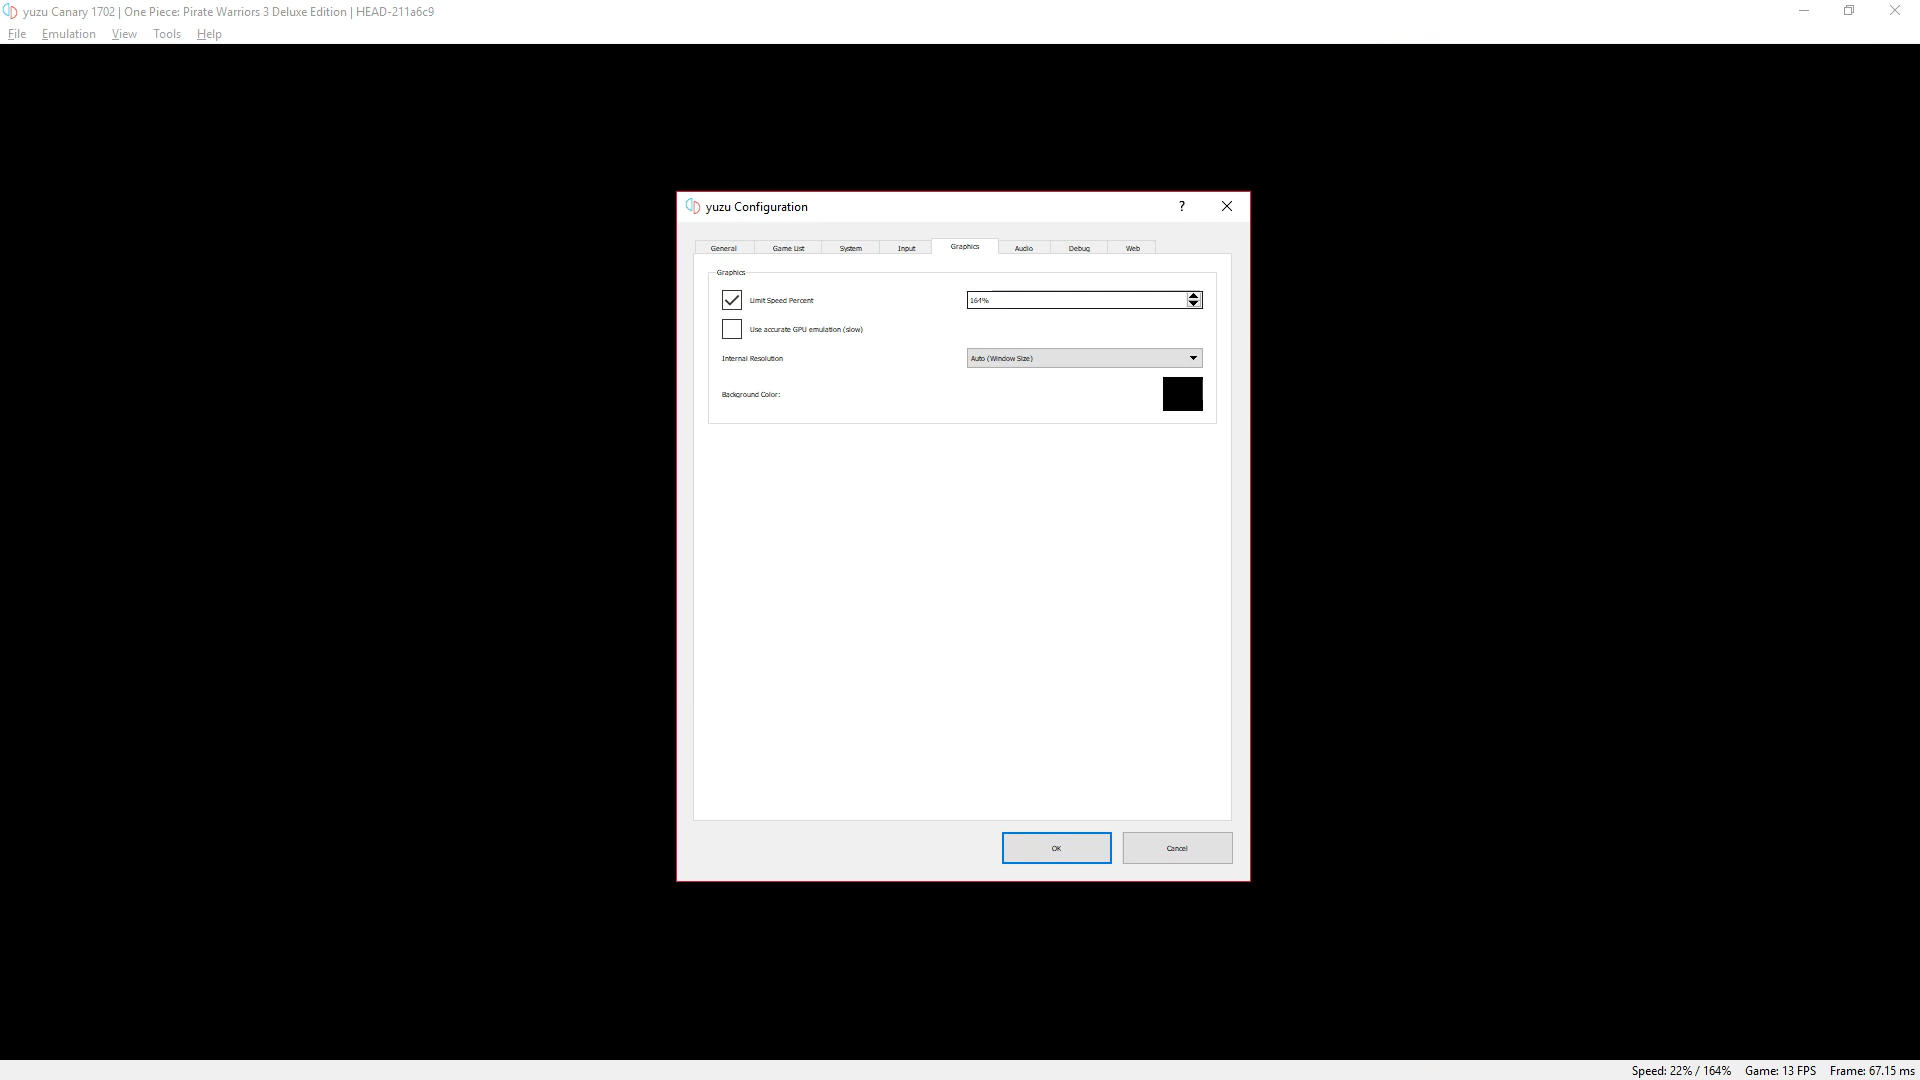 yuzu Canary 1702 | One Piece: Pirate Warriors 3 Deluxe Edition | HEAD-211a6c9
File Emulation View Tools Help
yuzu Configuration ?
General Game List System Input Graphics Audio Debug Web
Graphics
Limit Speed Percent 164%
Use accurate GPU emulation (slow)
Internal Resolution Auto (Window Size)
Background Color:
OK Cancel
Speed: 22% / 164% Game: 13 FPS Frame: 67.15 ms